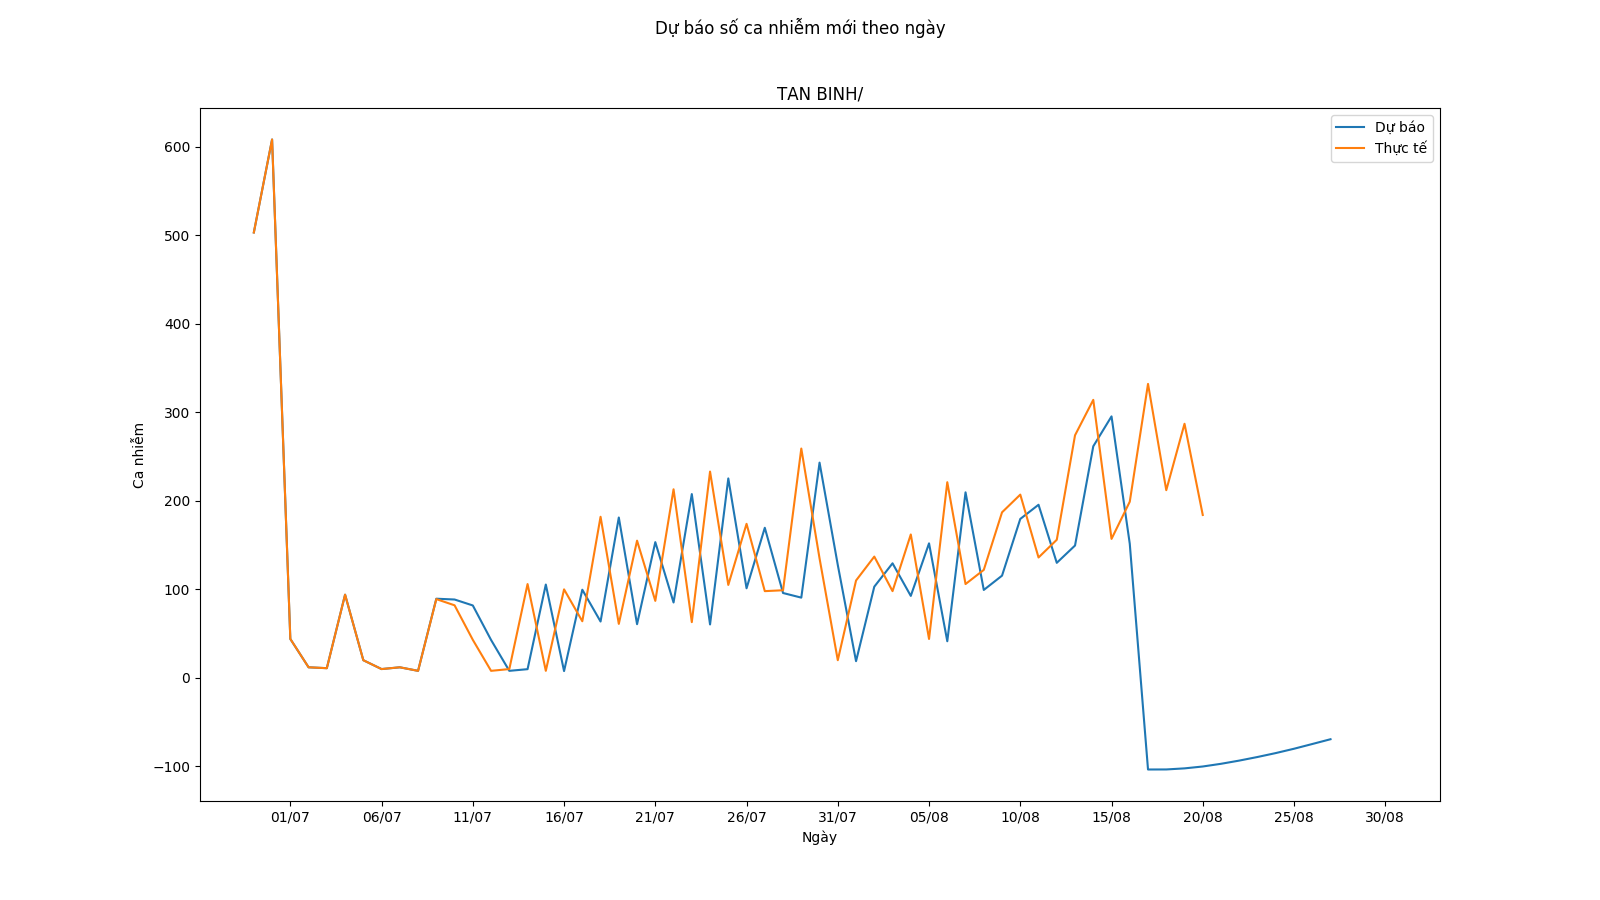 Dự báo số ca nhiễm mới theo ngày
TAN BINH/
Dự báo
Thực tế
600
500
400
300
200
100
0
−100
Ca nhiễm
01/07 06/07 11/07 16/07 21/07 26/07 31/07 05/08 10/08 15/08 20/08 25/08 30/08
Ngày